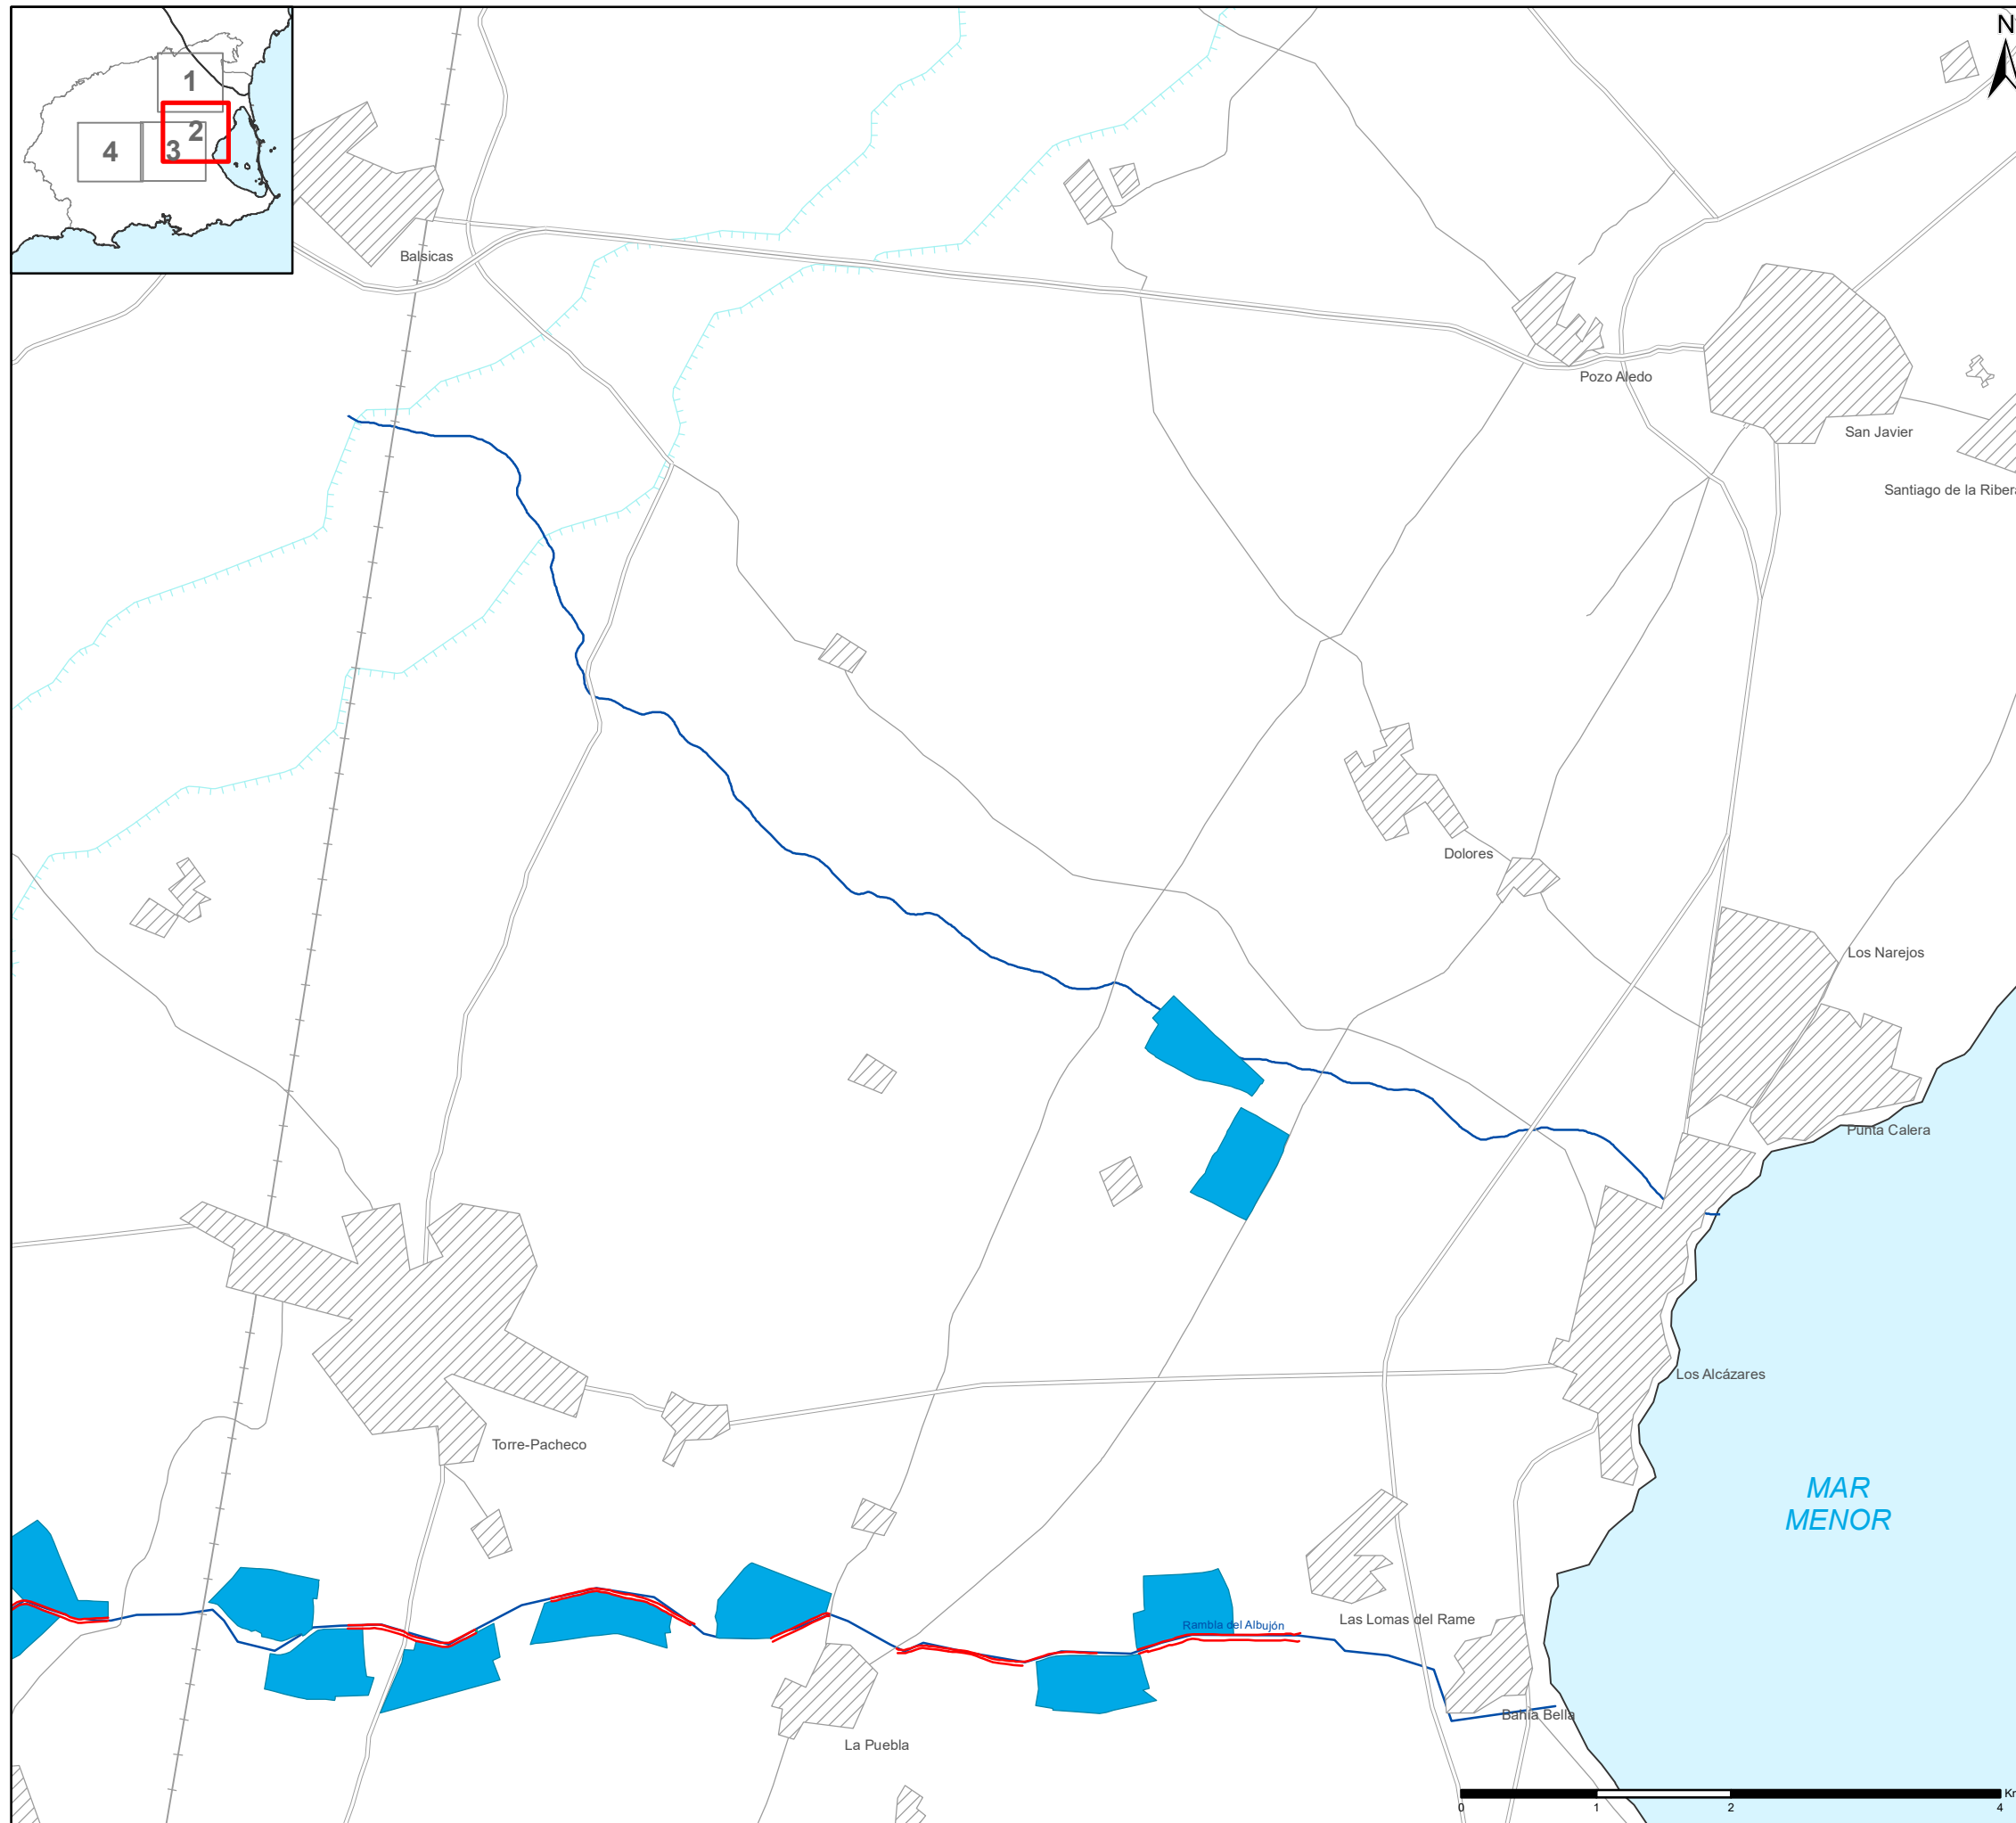 N
1
2
3
4
Balsicas
Pozo Aledo
San Javier
Santiago de la Ribera
Dolores
Los Narejos
Punta Calera
Los Alcázares
Torre-Pacheco
MAR
MENOR
Las Lomas del Rame
Rambla del Albujón
Bahía Bella
La Puebla
Km
0
1
2
4